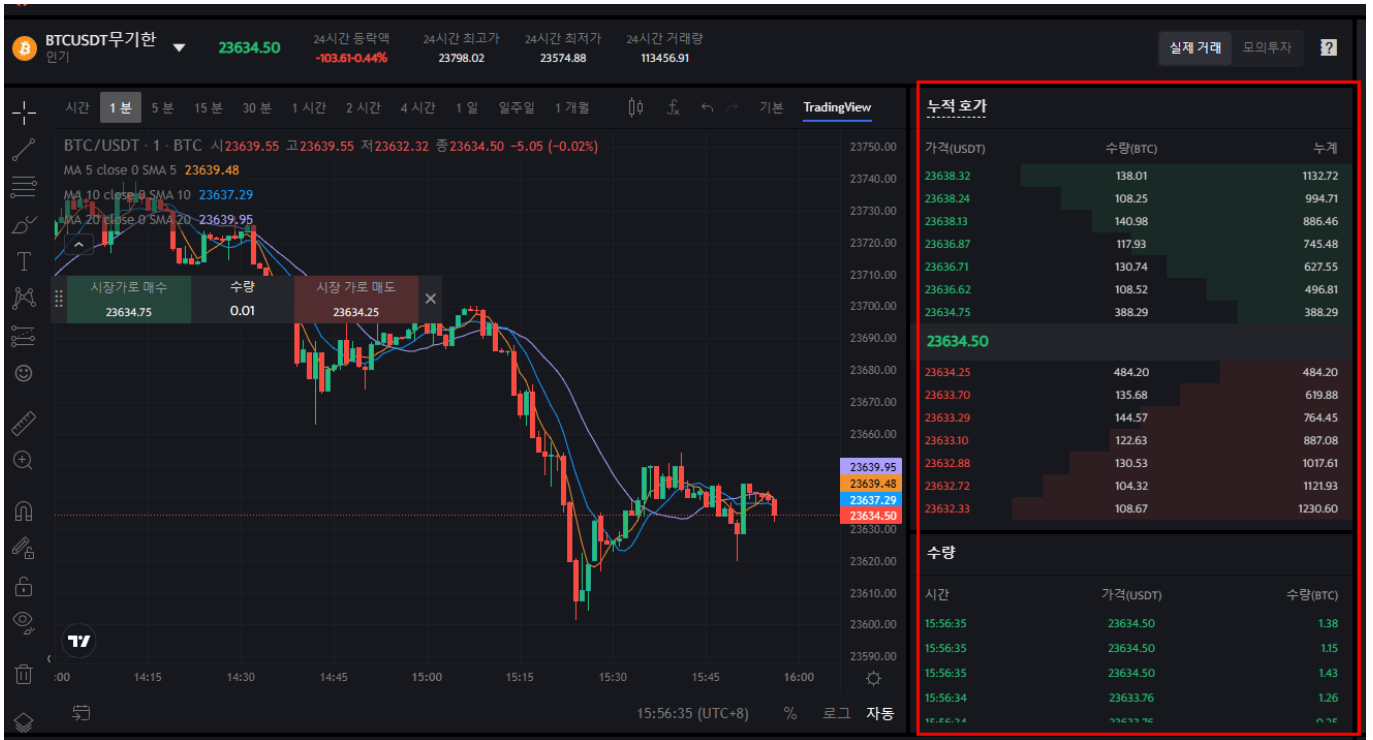 BTCUSDT무기한
인기
23634.50
24시간 등락액
-103.61-0.44%
24시간 최고가
23798.02
24시간 최저가
23574.88
24시간 거래량
113456.91
실제 거래 모의투자
시간 1분 5분 15분 30분 1시간 2시간 4시간 1일 일주일 1개월 기본 TradingView
BTC/USDT · 1 · BTC 시23639.55 고23639.55 저23632.32 종23634.50 -5.05 (-0.02%)
MA 5 close 0 SMA 5 23639.48
MA 10 close 0 SMA 10 23637.29
MA 20 close 0 SMA 20 23639.95
시장가로 매수 수량 시장 가로 매도
23634.75 0.01 23634.25
23750.00
23740.00
23730.00
23720.00
23710.00
23700.00
23690.00
23680.00
23670.00
23660.00
23639.95
23639.48
23637.29
23634.50
23630.00
23620.00
23610.00
23600.00
23590.00
:00 14:15 14:30 14:45 15:00 15:15 15:30 15:45 16:00
15:56:35 (UTC+8) % 로그 자동
누적 호가
가격(USDT) 수량(BTC) 누계
23638.32 138.01 1132.72
23638.24 108.25 994.71
23638.13 140.98 886.46
23636.87 117.93 745.48
23636.71 130.74 627.55
23636.62 108.52 496.81
23634.75 388.29 388.29
23634.50
23634.25 484.20 484.20
23633.70 135.68 619.88
23633.29 144.57 764.45
23633.10 122.63 887.08
23632.88 130.53 1017.61
23632.72 104.32 1121.93
23632.33 108.67 1230.60
수량
시간 가격(USDT) 수량(BTC)
15:56:35 23634.50 1.38
15:56:35 23634.50 1.15
15:56:35 23634.50 1.43
15:56:34 23633.76 1.26